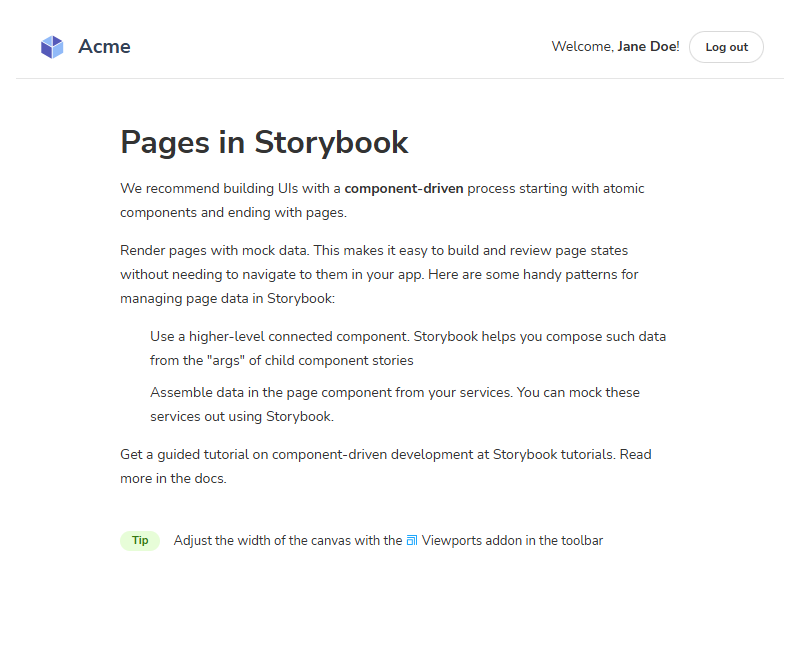 Acme
Welcome, Jane Doe!
Log out
Pages in Storybook
We recommend building UIs with a component-driven process starting with atomic
components and ending with pages.
Render pages with mock data. This makes it easy to build and review page states
without needing to navigate to them in your app. Here are some handy patterns for
managing page data in Storybook:
Use a higher-level connected component. Storybook helps you compose such data
from the "args" of child component stories
Assemble data in the page component from your services. You can mock these
services out using Storybook.
Get a guided tutorial on component-driven development at Storybook tutorials. Read
more in the docs.
Tip
Adjust the width of the canvas with the Viewports addon in the toolbar